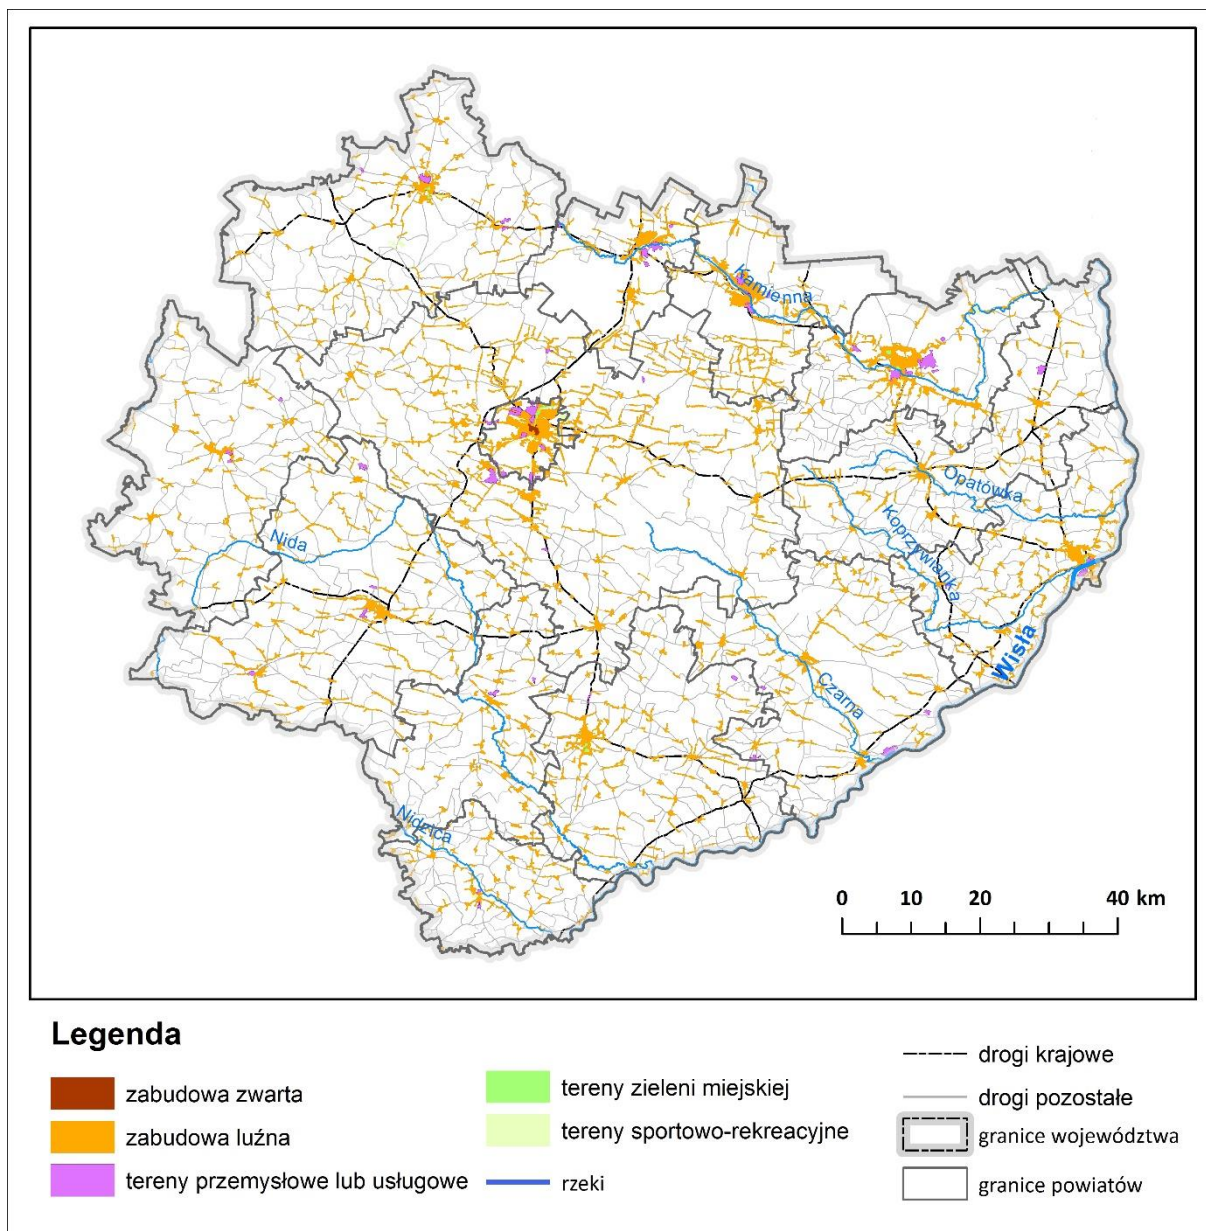 Kamienna
Opatówka
Koprzywianka
Nida
Wisła
Czarna
Nidzica
0 10 20 40 km
Legenda
zabudowa zwarta
zabudowa luźna
tereny przemysłowe lub usługowe
tereny zieleni miejskiej
tereny sportowo-rekreacyjne
rzeki
drogi krajowe
drogi pozostałe
granice województwa
granice powiatów